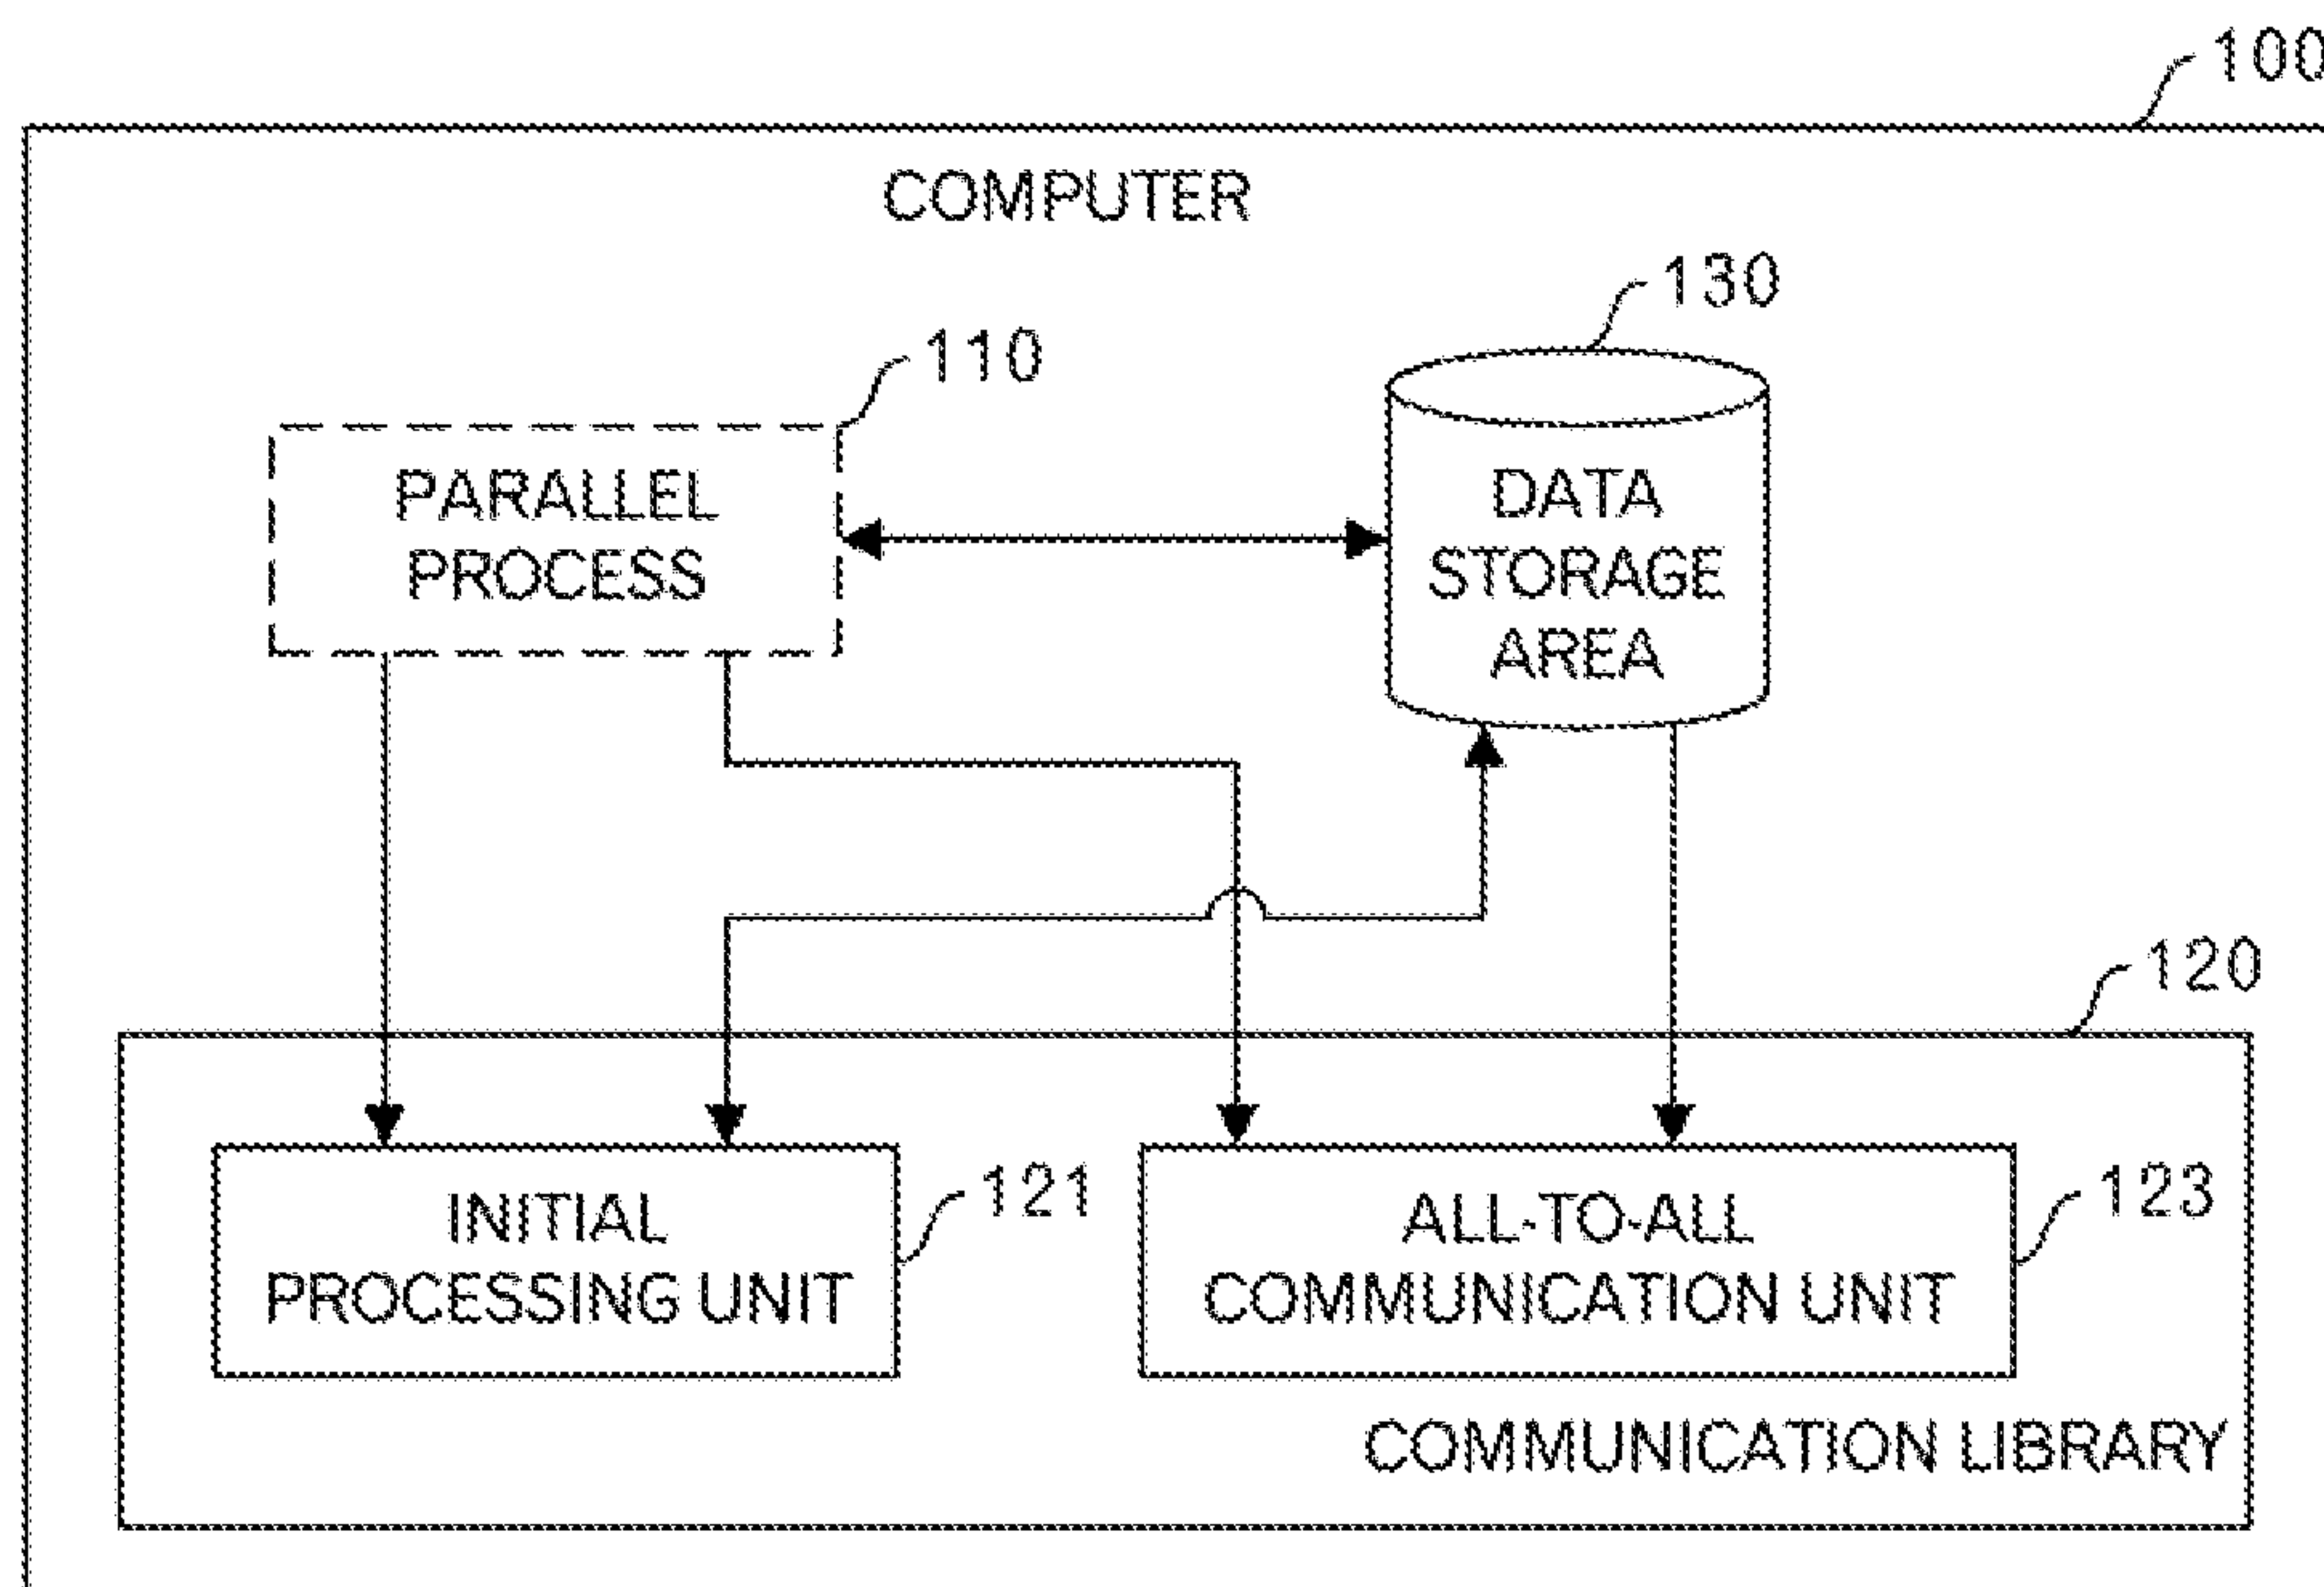 100
COMPUTER
130
110
PARALLEL
PROCESS
DATA
STORAGE
AREA
120
121
INITIAL
PROCESSING UNIT
123
ALL-TO-ALL
COMMUNICATION UNIT
COMMUNICATION LIBRARY